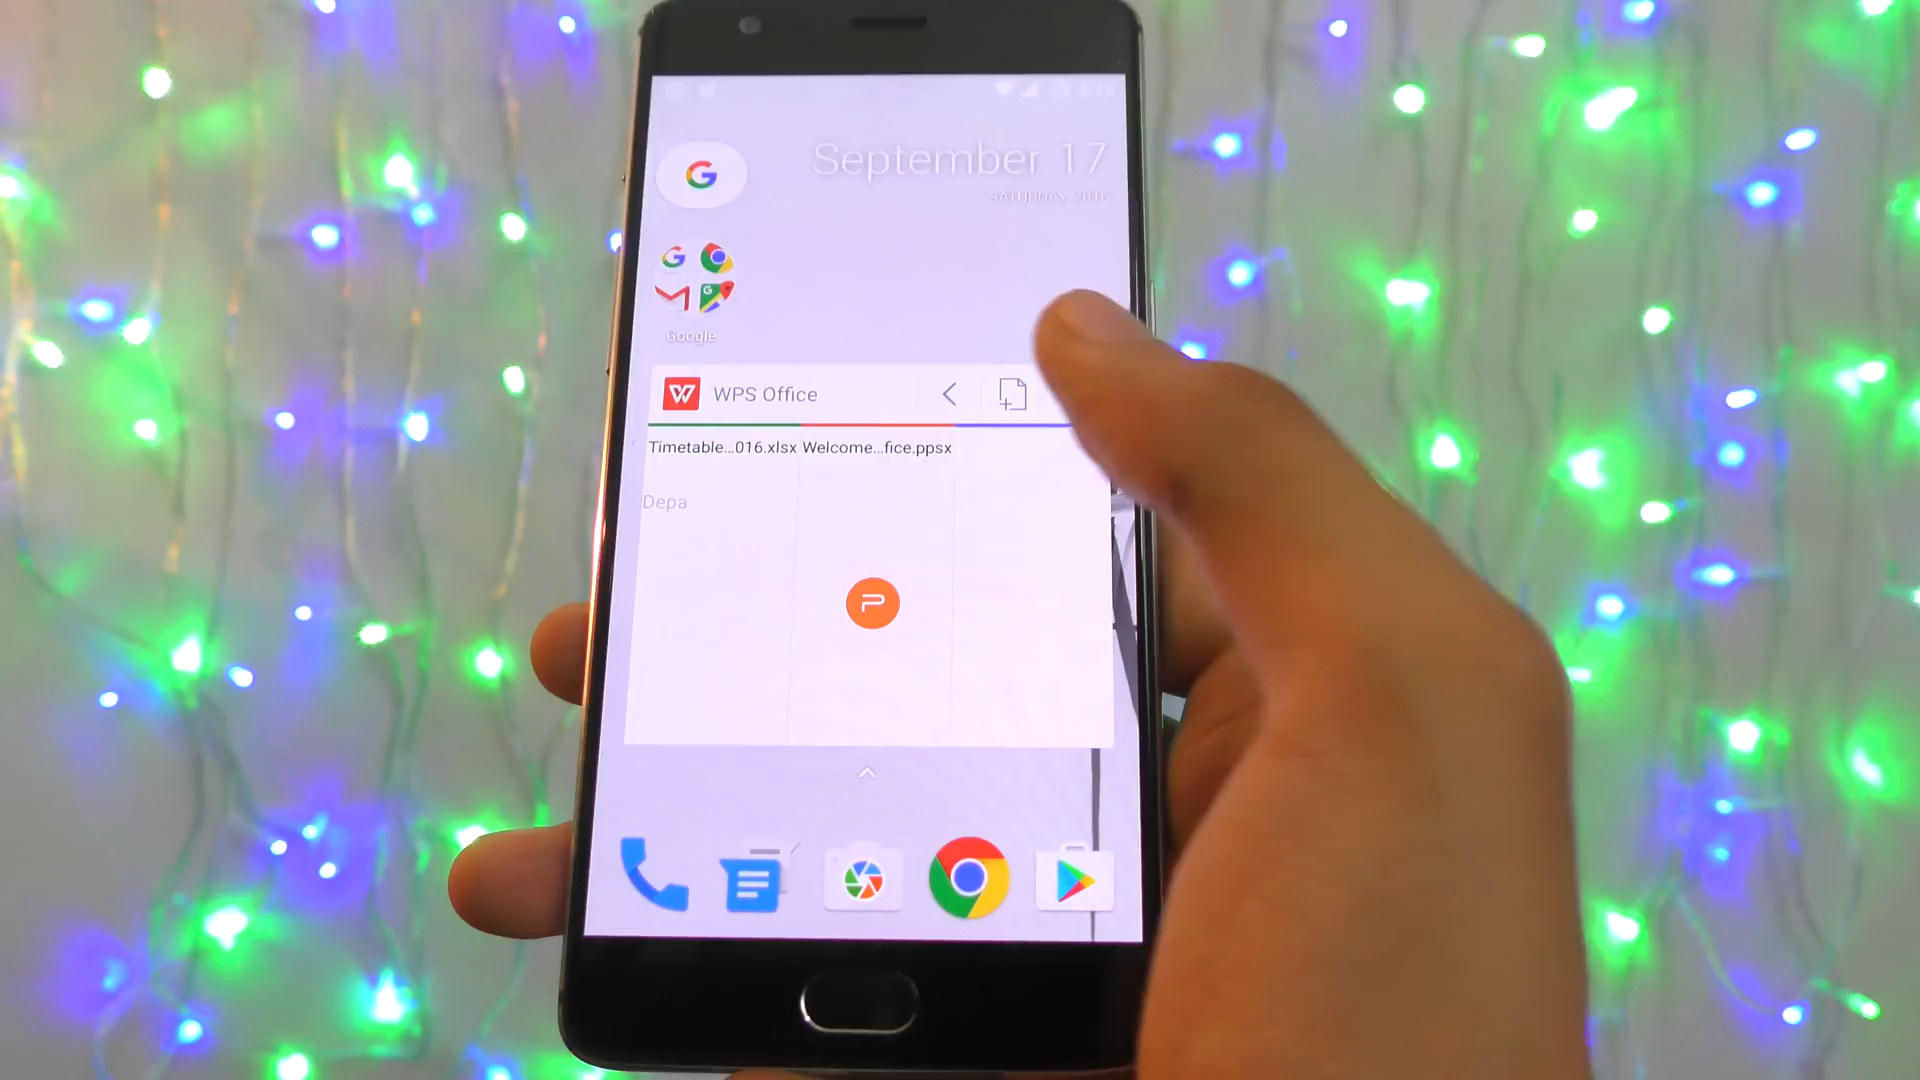 September 17
SATURDAY, 2016
Google
WPS Office
Timetable...016.xlsx Welcome...fice.ppsx
Depa